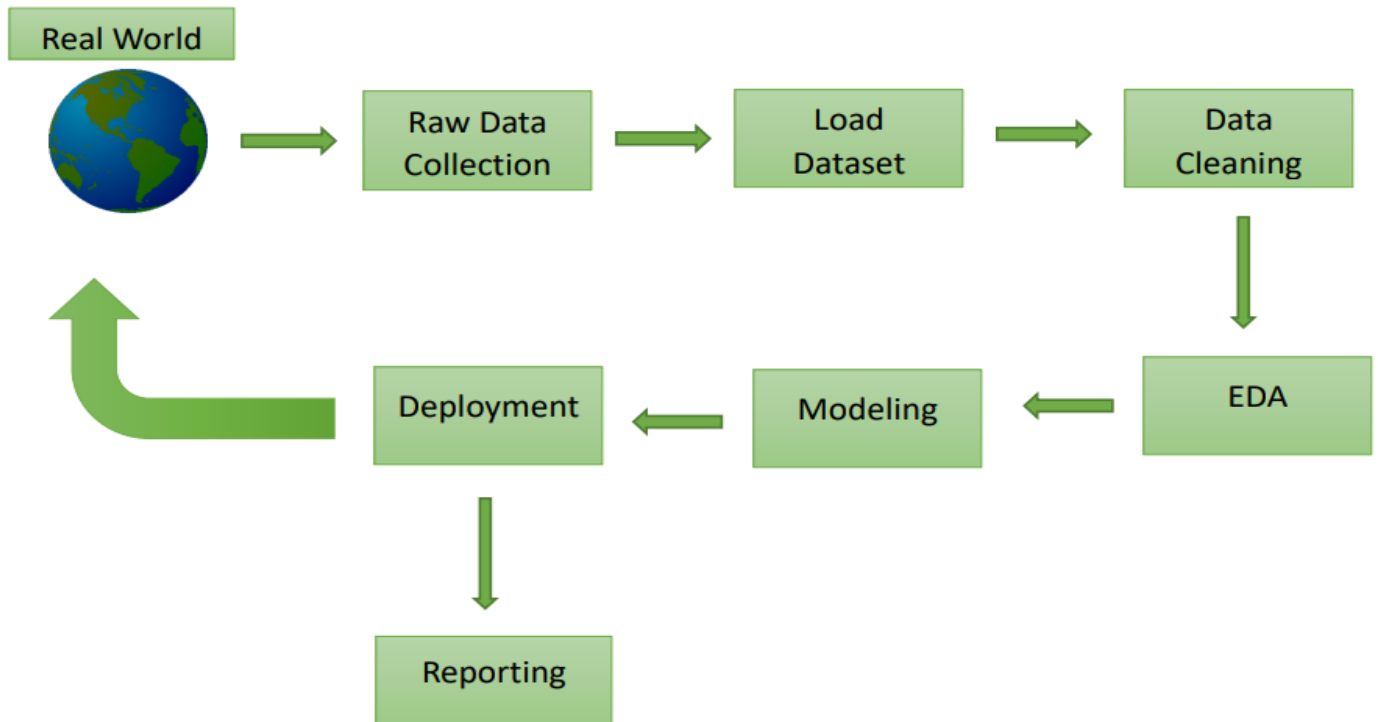 Real World
Raw Data
Collection
Load
Dataset
Data
Cleaning
EDA
Modeling
Deployment
Reporting